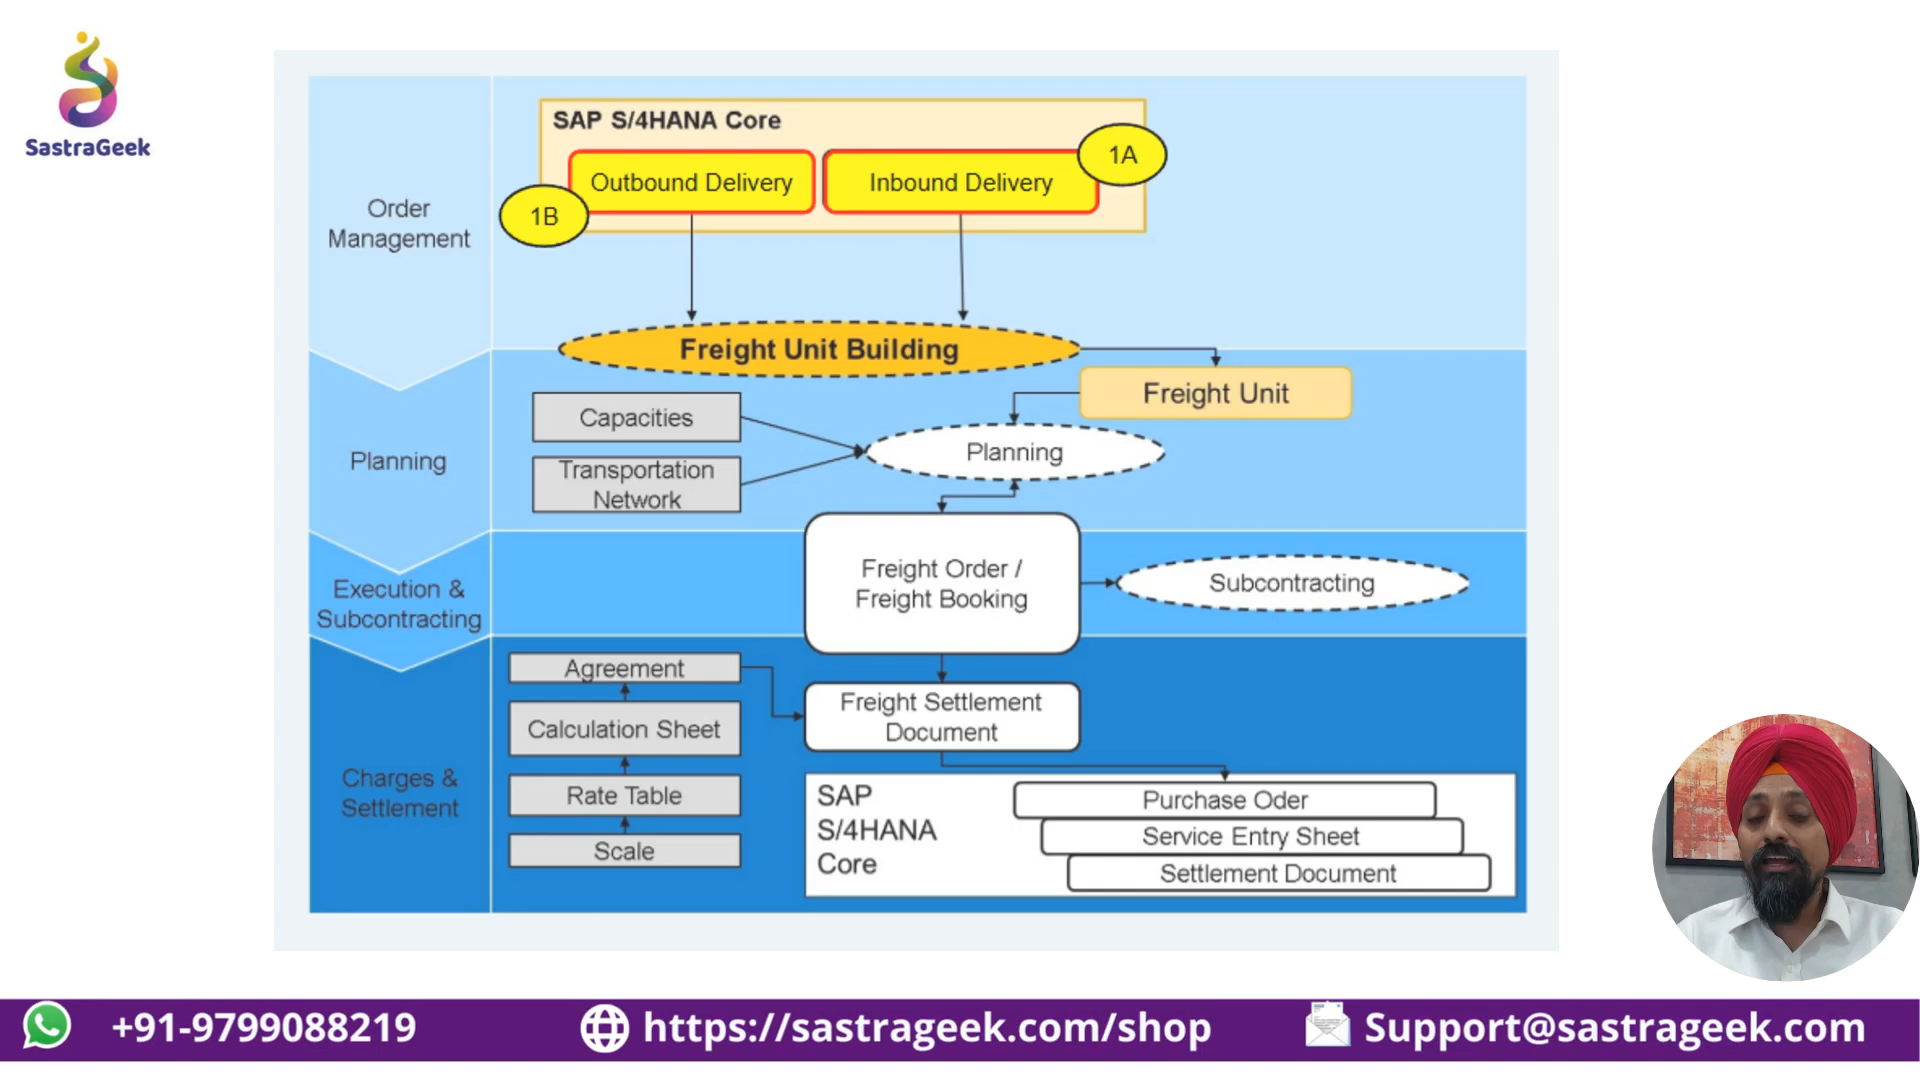 SastraGeek
SAP S/4HANA Core
1A
Outbound Delivery
Inbound Delivery
1B
Order
Management
Freight Unit Building
Freight Unit
Capacities
Planning
Planning
Transportation
Network
Freight Order /
Freight Booking
Subcontracting
Execution &
Subcontracting
Agreement
Freight Settlement
Document
Calculation Sheet
Charges &
Settlement
Rate Table
Scale
SAP
S/4HANA
Core
Purchase Oder
Service Entry Sheet
Settlement Document
+91-9799088219
https://sastrageek.com/shop
Support@sastrageek.com